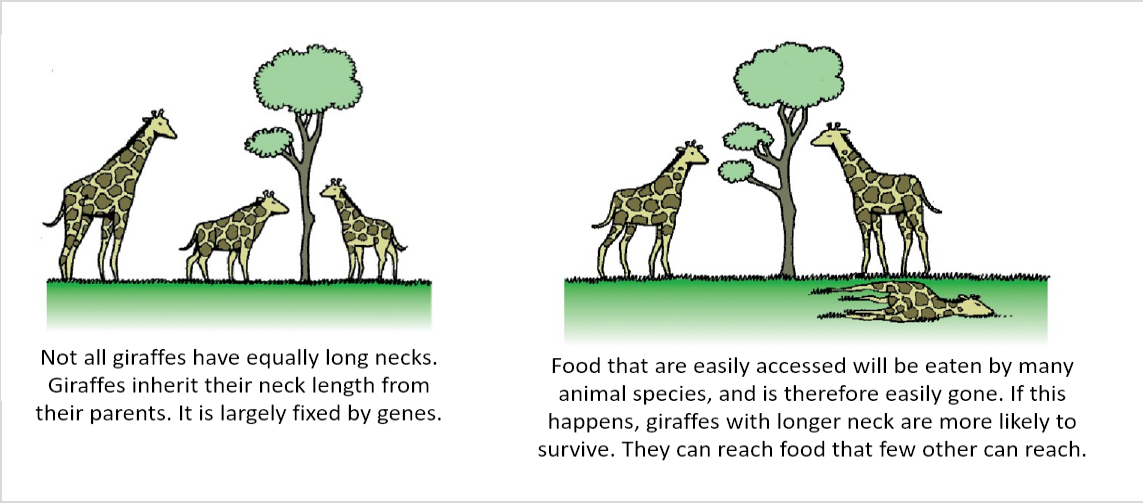 Not all giraffes have equally long necks.
Giraffes inherit their neck length from
their parents. It is largely fixed by genes.
Food that are easily accessed will be eaten by many
animal species, and is therefore easily gone. If this
happens, giraffes with longer neck are more likely to
survive. They can reach food that few other can reach.